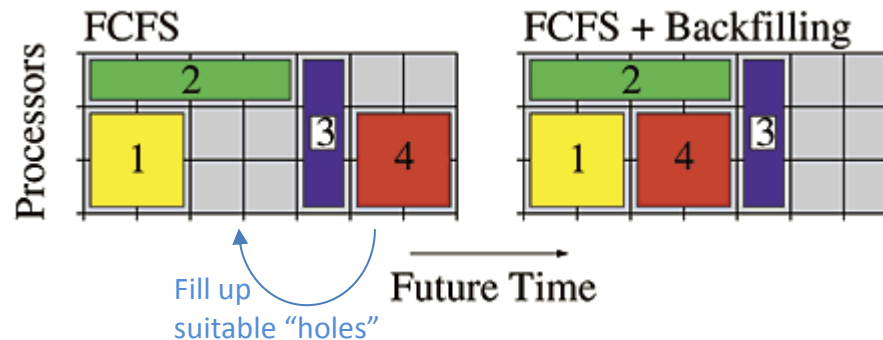 FCFS
2
3
1
4
Processors
FCFS + Backfilling
2
3
1
4
Future Time
Fill up
suitable “holes”